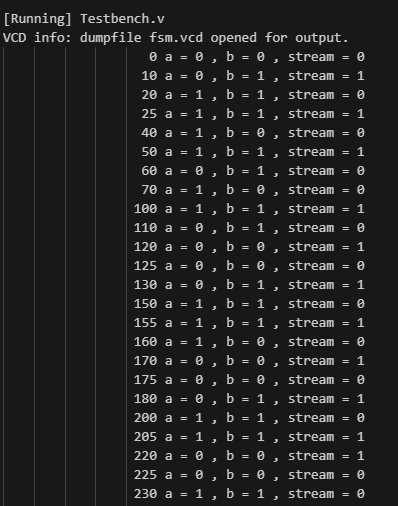 [Running] Testbench.v
VCD info: dumpfile fsm.vcd opened for output.
0 a = 0 , b = 0 , stream = 0
10 a = 0 , b = 1 , stream = 1
20 a = 1 , b = 1 , stream = 0
25 a = 1 , b = 1 , stream = 1
40 a = 1 , b = 0 , stream = 0
50 a = 1 , b = 1 , stream = 1
60 a = 0 , b = 1 , stream = 0
70 a = 1 , b = 0 , stream = 0
100 a = 1 , b = 1 , stream = 1
110 a = 0 , b = 0 , stream = 0
120 a = 0 , b = 0 , stream = 1
125 a = 0 , b = 0 , stream = 0
130 a = 0 , b = 1 , stream = 1
150 a = 1 , b = 1 , stream = 0
155 a = 1 , b = 1 , stream = 1
160 a = 1 , b = 0 , stream = 0
170 a = 0 , b = 0 , stream = 1
175 a = 0 , b = 0 , stream = 0
180 a = 0 , b = 1 , stream = 1
200 a = 1 , b = 1 , stream = 0
205 a = 1 , b = 1 , stream = 1
220 a = 0 , b = 0 , stream = 1
225 a = 0 , b = 0 , stream = 0
230 a = 1 , b = 1 , stream = 0